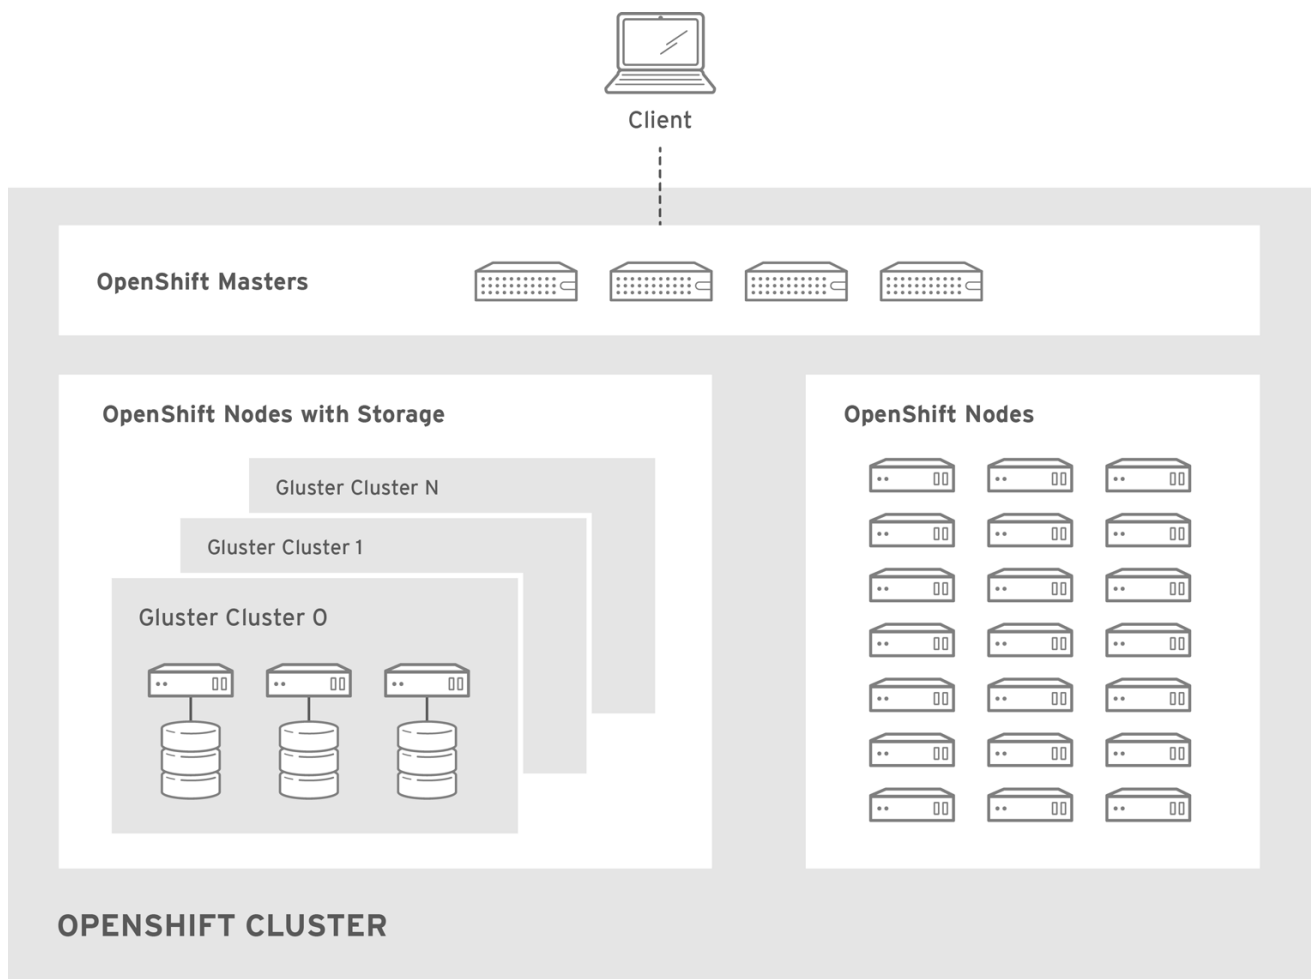 Client
OpenShift Masters
OpenShift Nodes with Storage
Gluster Cluster N
Gluster Cluster 1
Gluster Cluster 0
OpenShift Nodes
OPENSHIFT CLUSTER